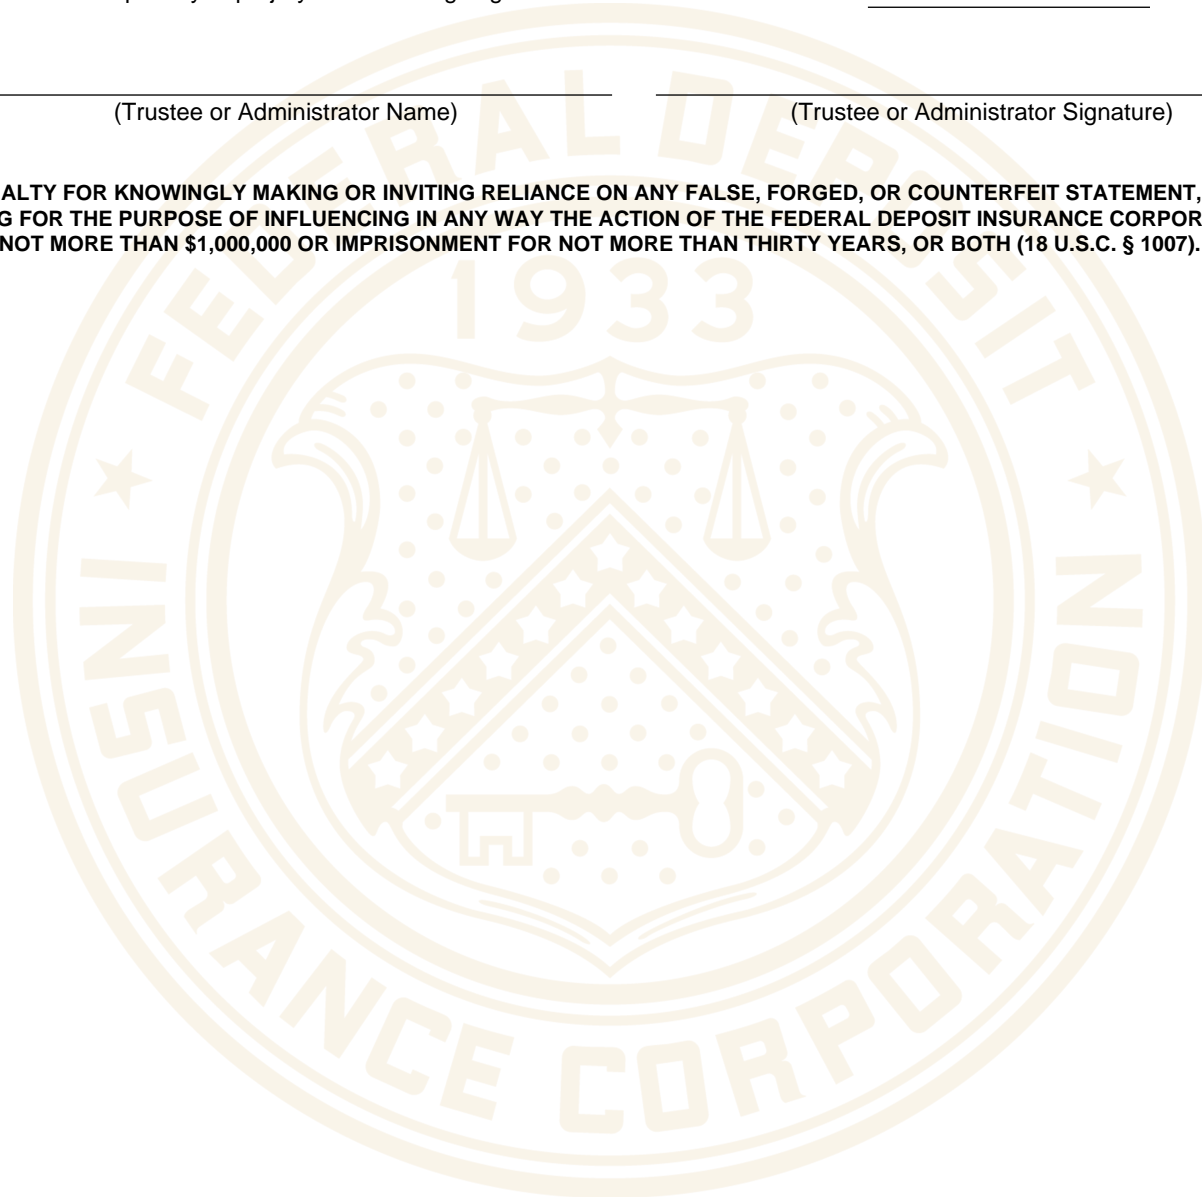 (Trustee or Administrator Name) (Trustee or Administrator Signature)
ALTY FOR KNOWINGLY MAKING OR INVITING RELIANCE ON ANY FALSE, FORGED, OR COUNTERFEIT STATEMENT,
G FOR THE PURPOSE OF INFLUENCING IN ANY WAY THE ACTION OF THE FEDERAL DEPOSIT INSURANCE CORPOR
NOT MORE THAN $1,000,000 OR IMPRISONMENT FOR NOT MORE THAN THIRTY YEARS, OR BOTH (18 U.S.C. § 1007).
FEDERAL DEPOSIT
1933
INSURANCE CORPORATION